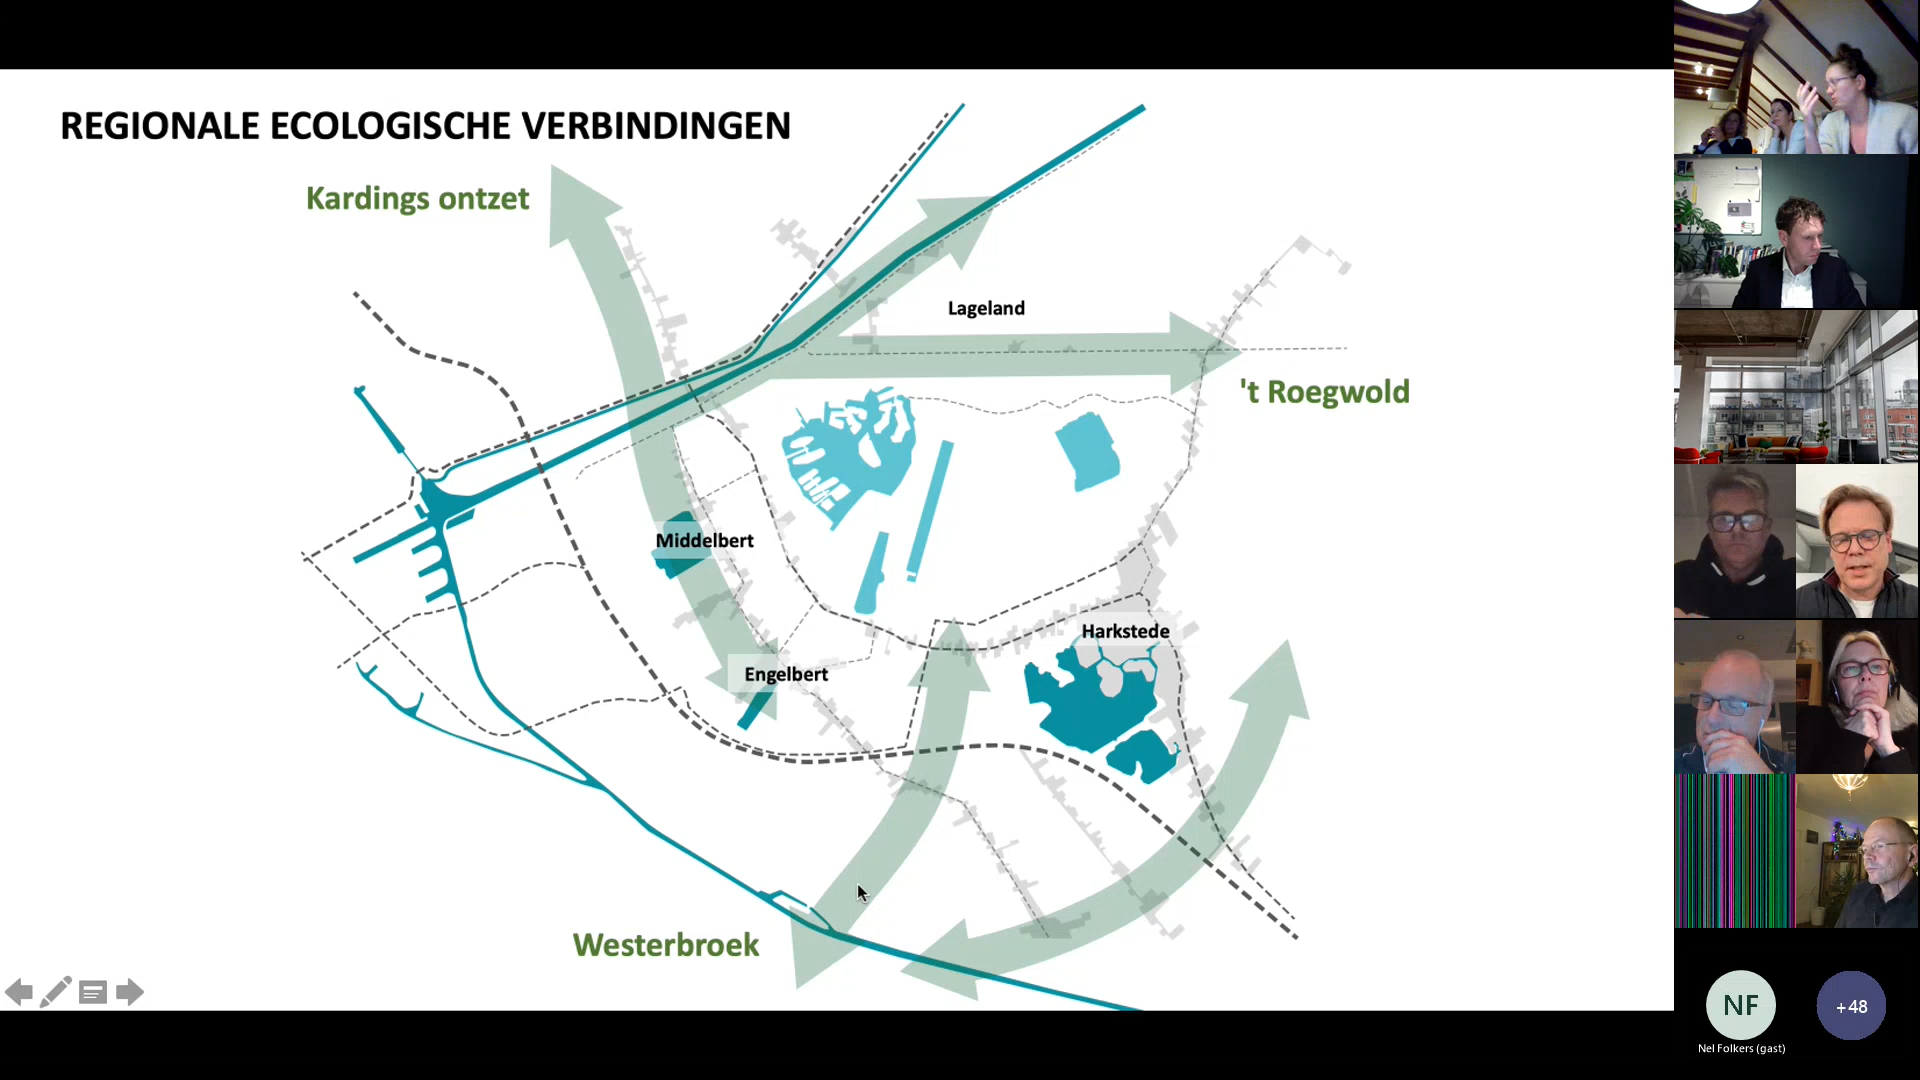 REGIONALE ECOLOGISCHE VERBINDINGEN
Kardings ontzet
Lageland
't Roegwold
Middelbert
Harkstede
Engelbert
Westerbroek
NF
+48
Nel Folkers (gast)